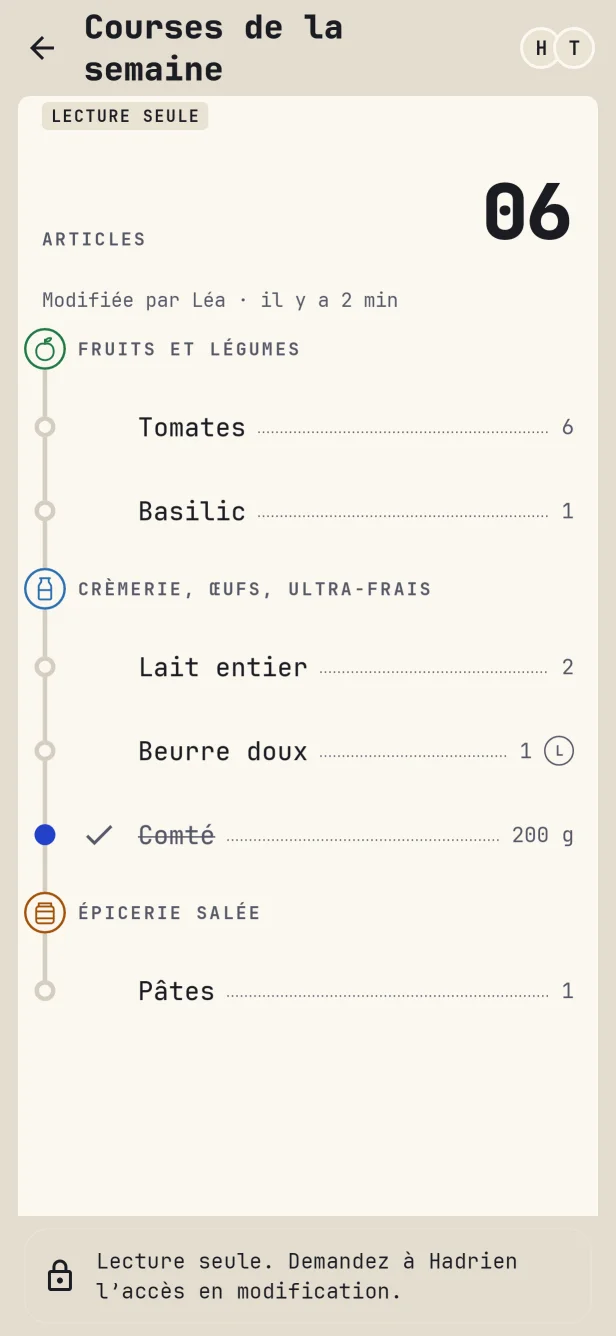 Courses de la
semaine
H T
LECTURE SEULE
06
ARTICLES
Modifiée par Léa · il y a 2 min
FRUITS ET LÉGUMES
Tomates 6
Basilic 1
CRÈMERIE, ŒUFS, ULTRA-FRAIS
Lait entier 2
Beurre doux 1 L
Comté 200 g
ÉPICERIE SALÉE
Pâtes 1
Lecture seule. Demandez à Hadrien
l’accès en modification.